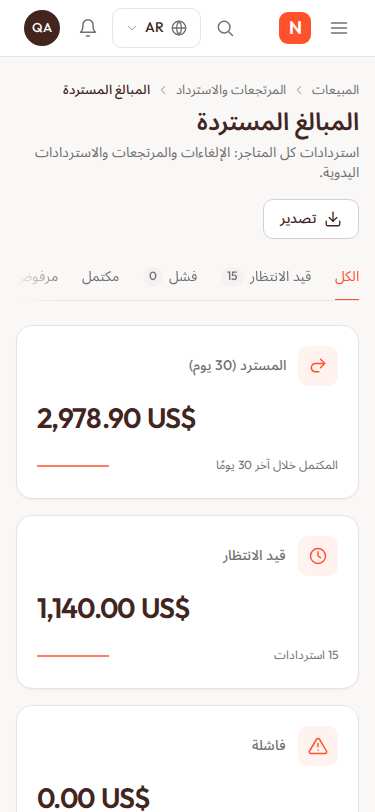 N
AR
QA
المبيعات
المرتجعات والاسترداد
المبالغ المستردة
المبالغ المستردة
استردادات كل المتاجر: الإلغاءات والمرتجعات والاستردادات
اليدوية.
تصدير
الكل
قيد الانتظار 15
فشل 0
مكتمل
المسترد (30 يوم)
2,978.90 US$
المكتمل خلال آخر 30 يومًا
قيد الانتظار
1,140.00 US$
15 استردادات
فاشلة
0.00 US$